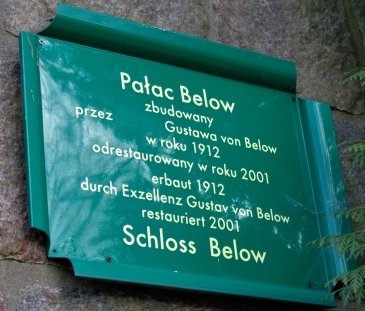 Pałac Below
zbudowany
przez Gustawa von Below
w roku 1912
odrestaurowany w roku 2001
erbaut 1912
durch Exzellenz Gustav von Below
restauriert 2001
Schloss Below